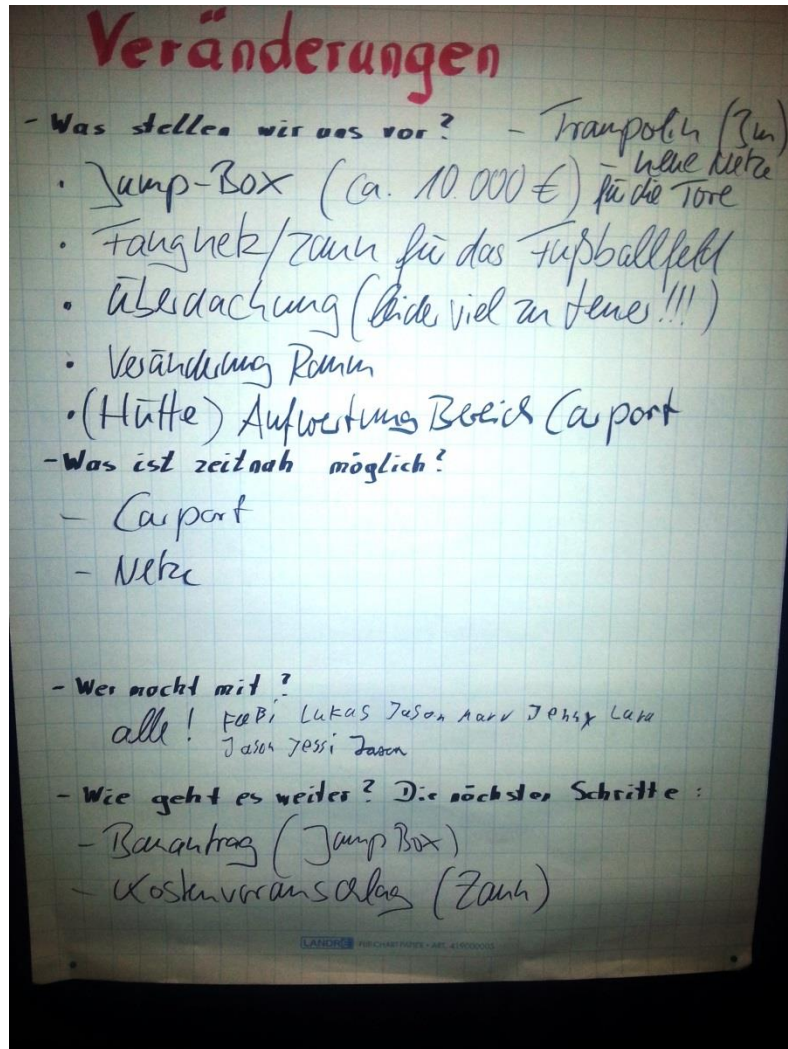 Veränderungen
- Was stellen wir uns vor? - Trampolin (3m)
- neue Netze
für die Tore
· Jump-Box (ca. 10.000 €)
· Fangnetz/Zaun für das Fußballfeld
· Überdachung (leider viel zu teuer!!!)
· Veränderung Raum
· (Hütte) Aufwertung Bereich Carport
- Was ist zeitnah möglich?
- Carport
- Netze
- Wer macht mit?
alle! FaBi Lukas Jason Jenny Lara
Jason Jessi Jason
- Wie geht es weiter? Die nächsten Schritte:
- Bauantrag (Jump Box)
- Kostenvoranschlag (Zaun)
LANDRÉ FLIPCHARTPAPIER • ART.